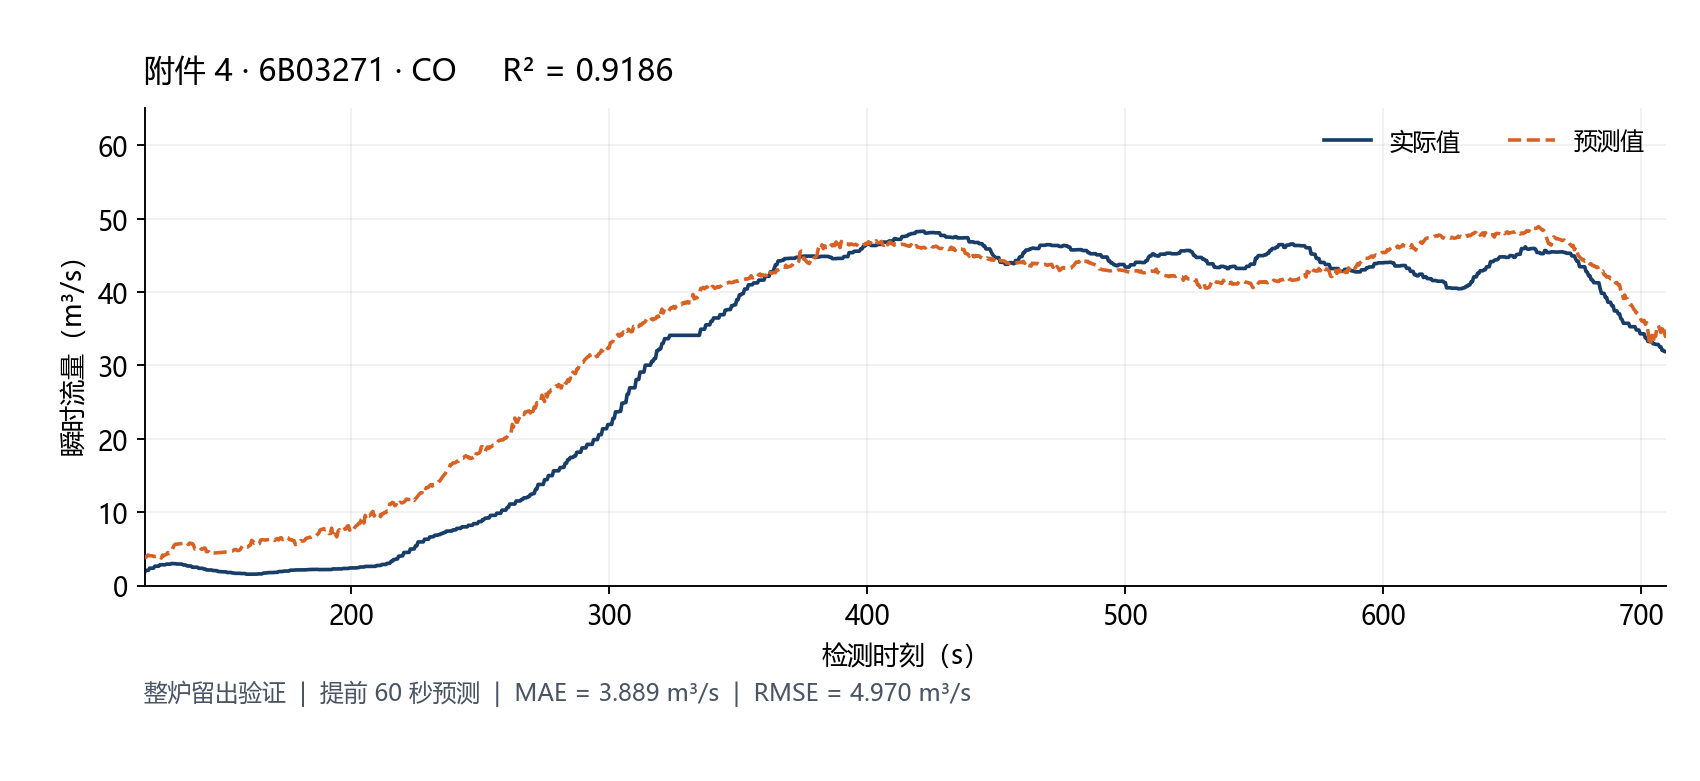 附件 4 · 6B03271 · CO R² = 0.9186
实际值 预测值
瞬时流量（m³/s）
60
50
40
30
20
10
0
200 300 400 500 600 700
检测时刻（s）
整炉留出验证 | 提前 60 秒预测 | MAE = 3.889 m³/s | RMSE = 4.970 m³/s